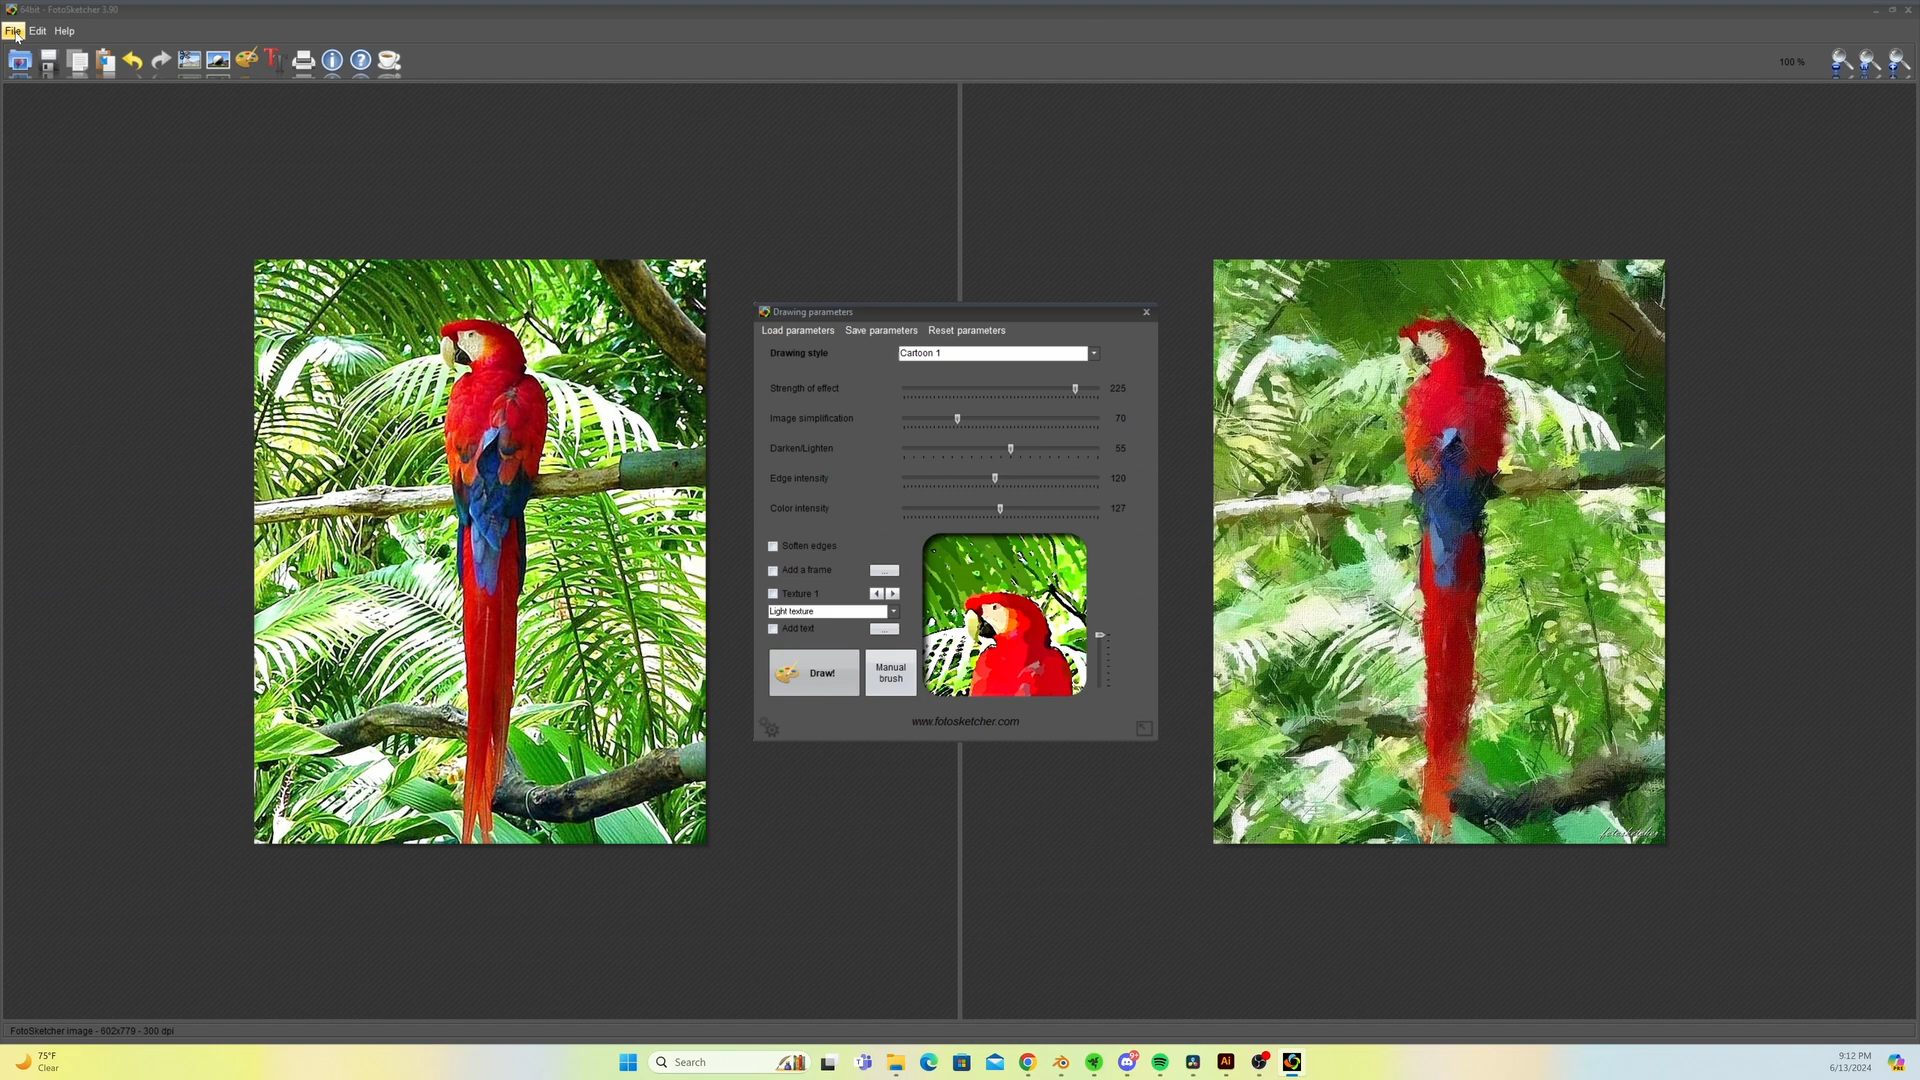 64bit - FotoSketcher 3.90
File Edit Help
100 %
Drawing parameters
Load parameters Save parameters Reset parameters
Drawing style Cartoon 1
Strength of effect 225
Image simplification 70
Darken/Lighten 55
Edge intensity 120
Color intensity 127
Soften edges
Add a frame ...
Texture 1
Light texture
Add text ...
Draw! Manual brush
www.fotosketcher.com
fotosketcher
FotoSketcher image - 602x779 - 300 dpi
75°F
Clear
Search
9:12 PM
6/13/2024